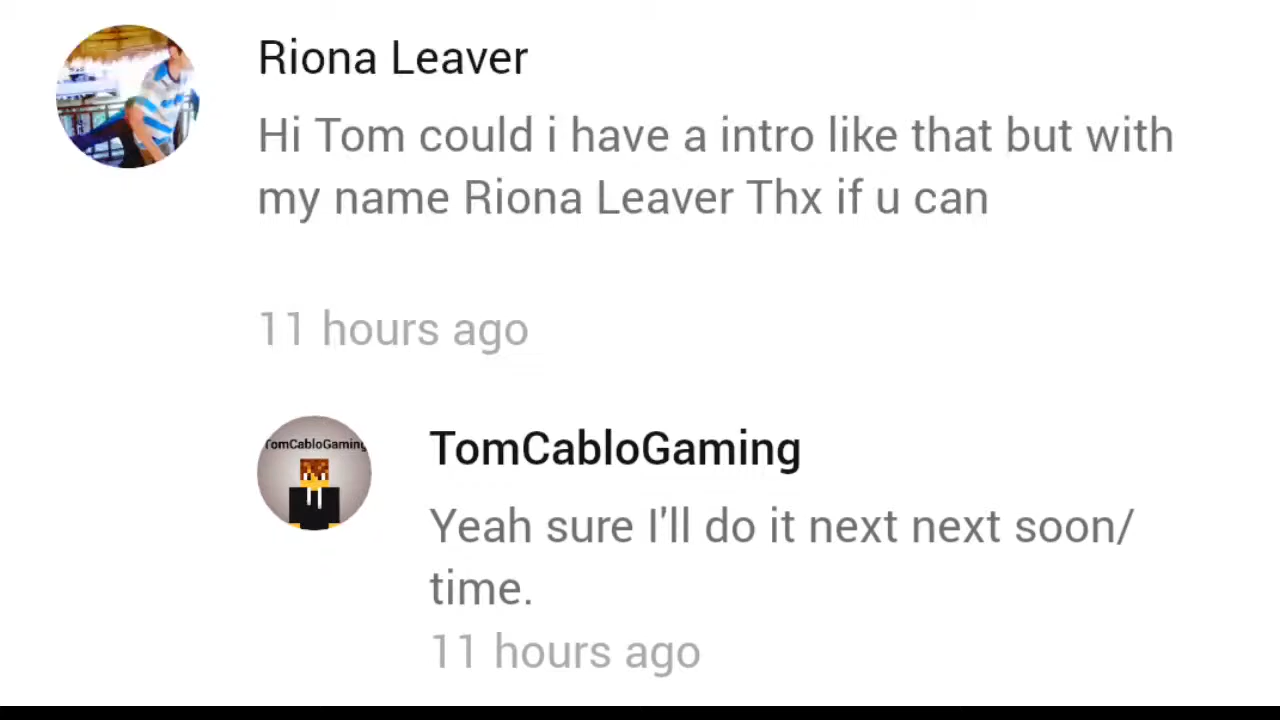 Riona Leaver
Hi Tom could i have a intro like that but with
my name Riona Leaver Thx if u can
11 hours ago
TomCabloGaming
TomCabloGaming
Yeah sure I'll do it next next soon/
time.
11 hours ago